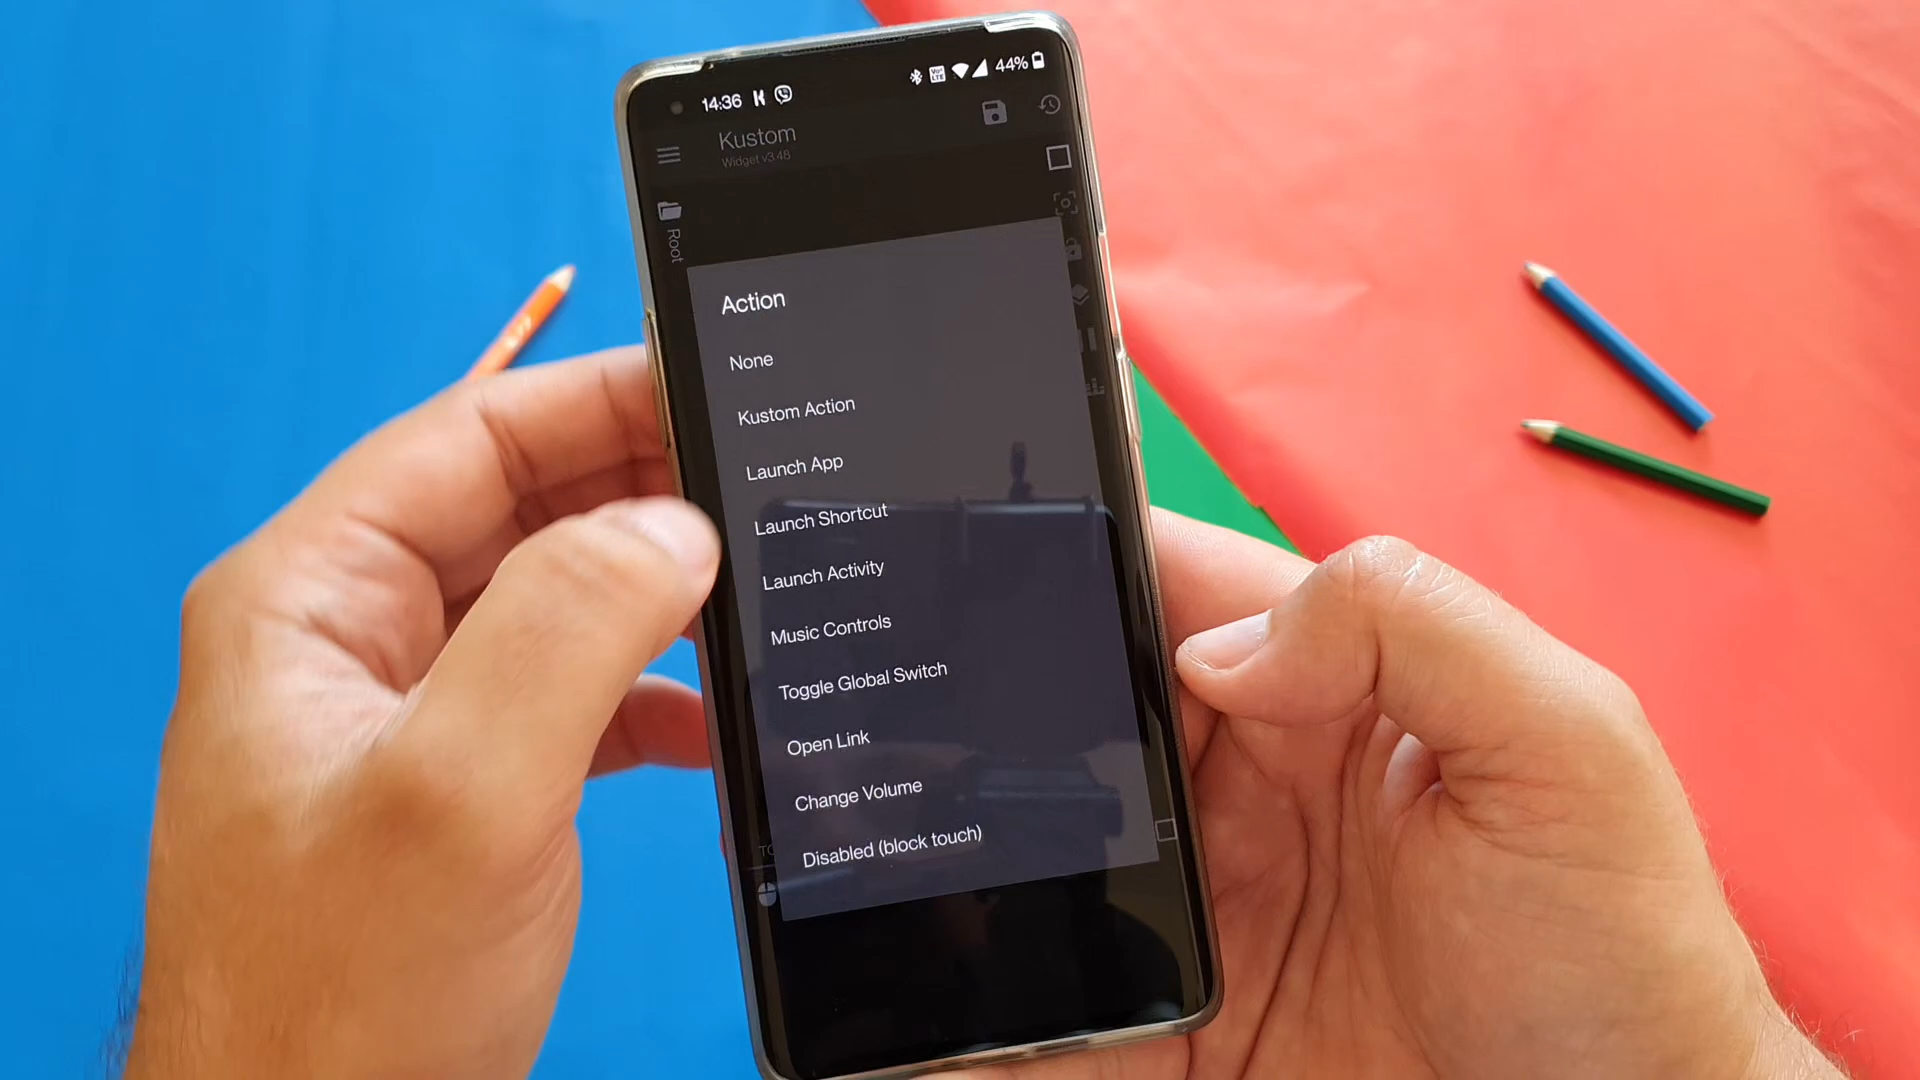 14:36
44%
Kustom
Widget v3.48
Root
Action
None
Kustom Action
Launch App
Launch Shortcut
Launch Activity
Music Controls
Toggle Global Switch
Open Link
Change Volume
Disabled (block touch)